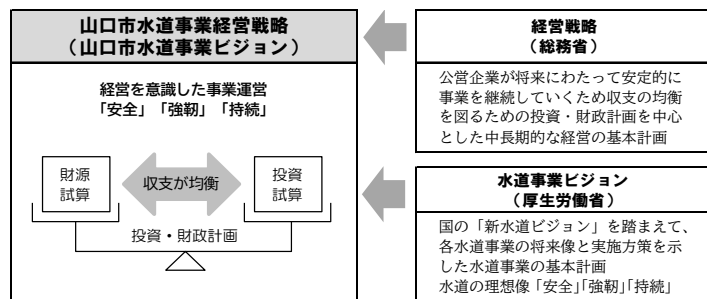 山口市水道事業経営戦略
(山口市水道事業ビジョン)
経営を意識した事業運営
「安全」「強靭」「持続」
財源
試算
収支が均衡
投資
試算
投資・財政計画
経営戦略
(総務省)
公営企業が将来にわたって安定的に
事業を継続していくため収支の均衡
を図るための投資・財政計画を中心
とした中長期的な経営の基本計画
水道事業ビジョン
(厚生労働省)
国の「新水道ビジョン」を踏まえて、
各水道事業の将来像と実施方策を示
した水道事業の基本計画
水道の理想像「安全」「強靭」「持続」